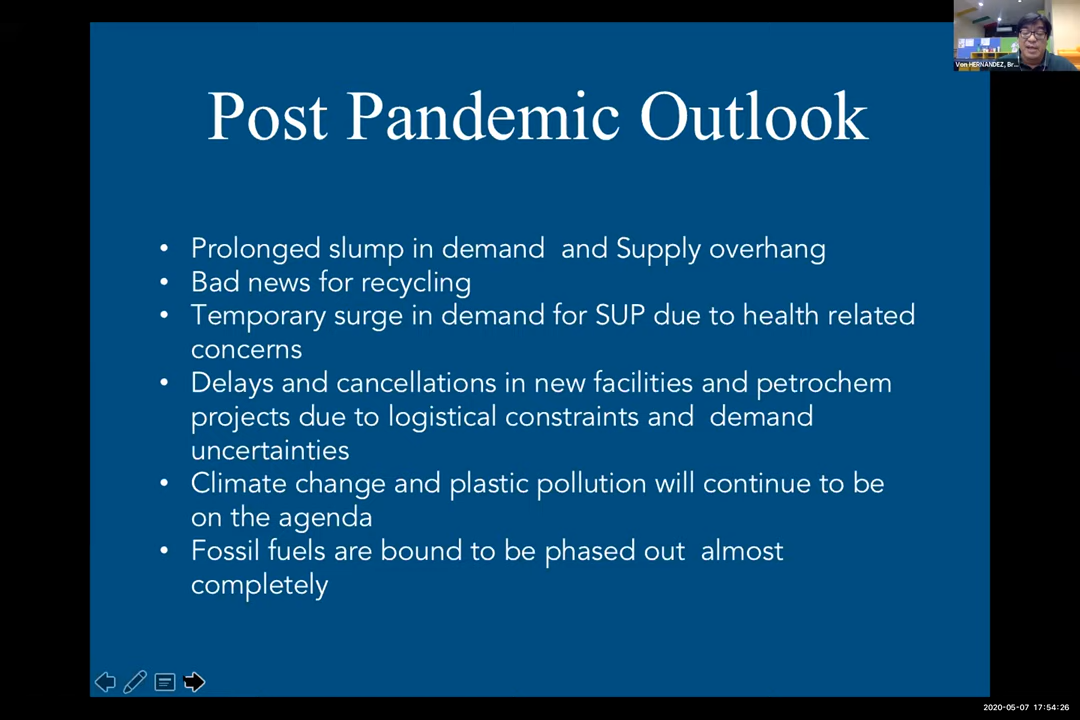 Von HERNANDEZ, Br...
Post Pandemic Outlook
• Prolonged slump in demand  and Supply overhang
• Bad news for recycling
• Temporary surge in demand for SUP due to health related
concerns
• Delays and cancellations in new facilities and petrochem
projects due to logistical constraints and  demand
uncertainties
• Climate change and plastic pollution will continue to be
on the agenda
• Fossil fuels are bound to be phased out  almost
completely
2020-05-07 17:54:26